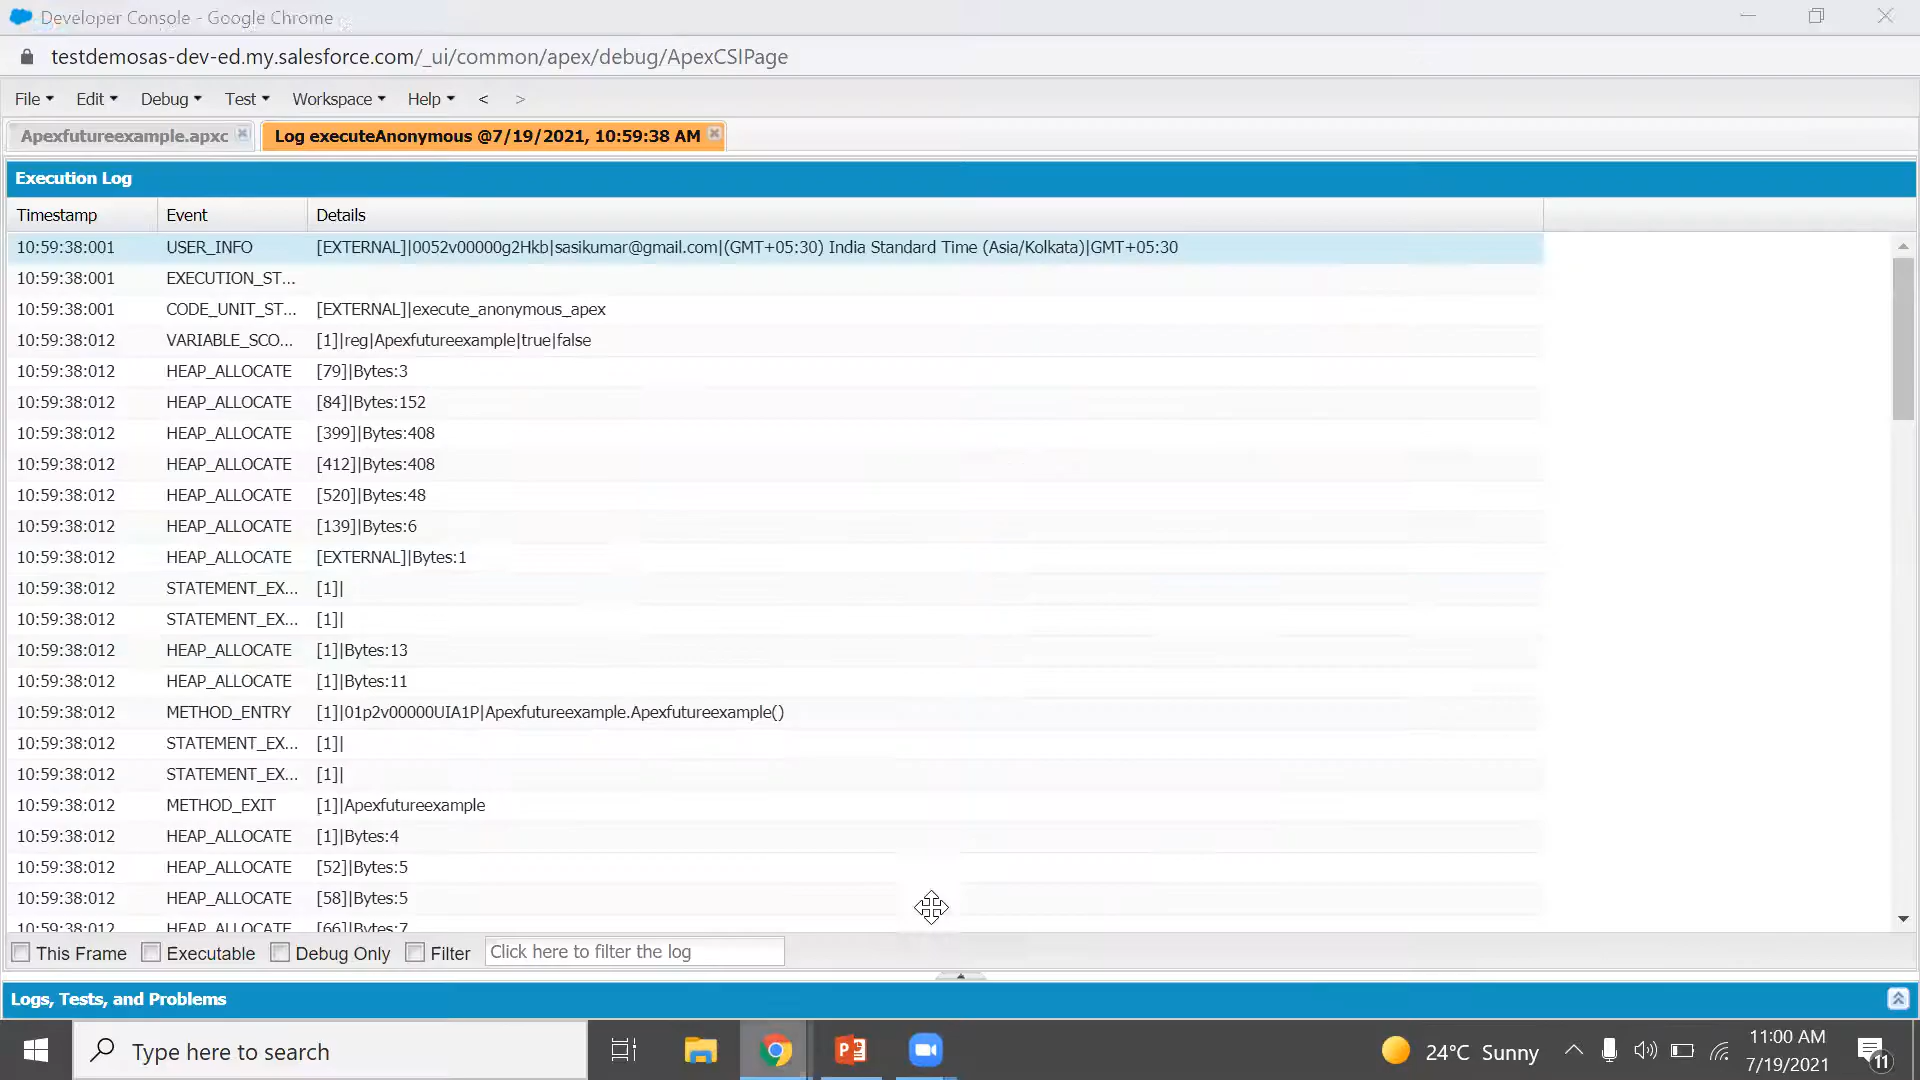 Developer Console - Google Chrome
testdemosas-dev-ed.my.salesforce.com/_ui/common/apex/debug/ApexCSIPage
File Edit Debug Test Workspace Help < >
Apexfutureexample.apxc Log executeAnonymous @7/19/2021, 10:59:38 AM
Execution Log
Timestamp Event Details
10:59:38:001 USER_INFO [EXTERNAL]|0052v00000g2Hkb|sasikumar@gmail.com|(GMT+05:30) India Standard Time (Asia/Kolkata)|GMT+05:30
10:59:38:001 EXECUTION_ST...
10:59:38:001 CODE_UNIT_ST... [EXTERNAL]|execute_anonymous_apex
10:59:38:012 VARIABLE_SCO... [1]|reg|Apexfutureexample|true|false
10:59:38:012 HEAP_ALLOCATE [79]|Bytes:3
10:59:38:012 HEAP_ALLOCATE [84]|Bytes:152
10:59:38:012 HEAP_ALLOCATE [399]|Bytes:408
10:59:38:012 HEAP_ALLOCATE [412]|Bytes:408
10:59:38:012 HEAP_ALLOCATE [520]|Bytes:48
10:59:38:012 HEAP_ALLOCATE [139]|Bytes:6
10:59:38:012 HEAP_ALLOCATE [EXTERNAL]|Bytes:1
10:59:38:012 STATEMENT_EX... [1]|
10:59:38:012 STATEMENT_EX... [1]|
10:59:38:012 HEAP_ALLOCATE [1]|Bytes:13
10:59:38:012 HEAP_ALLOCATE [1]|Bytes:11
10:59:38:012 METHOD_ENTRY [1]|01p2v00000UIA1P|Apexfutureexample.Apexfutureexample()
10:59:38:012 STATEMENT_EX... [1]|
10:59:38:012 STATEMENT_EX... [1]|
10:59:38:012 METHOD_EXIT [1]|Apexfutureexample
10:59:38:012 HEAP_ALLOCATE [1]|Bytes:4
10:59:38:012 HEAP_ALLOCATE [52]|Bytes:5
10:59:38:012 HEAP_ALLOCATE [58]|Bytes:5
10:59:38:012 HEAP_ALLOCATE [66]|Bytes:7
This Frame Executable Debug Only Filter Click here to filter the log
Logs, Tests, and Problems
Type here to search
24°C Sunny
11:00 AM
7/19/2021
11